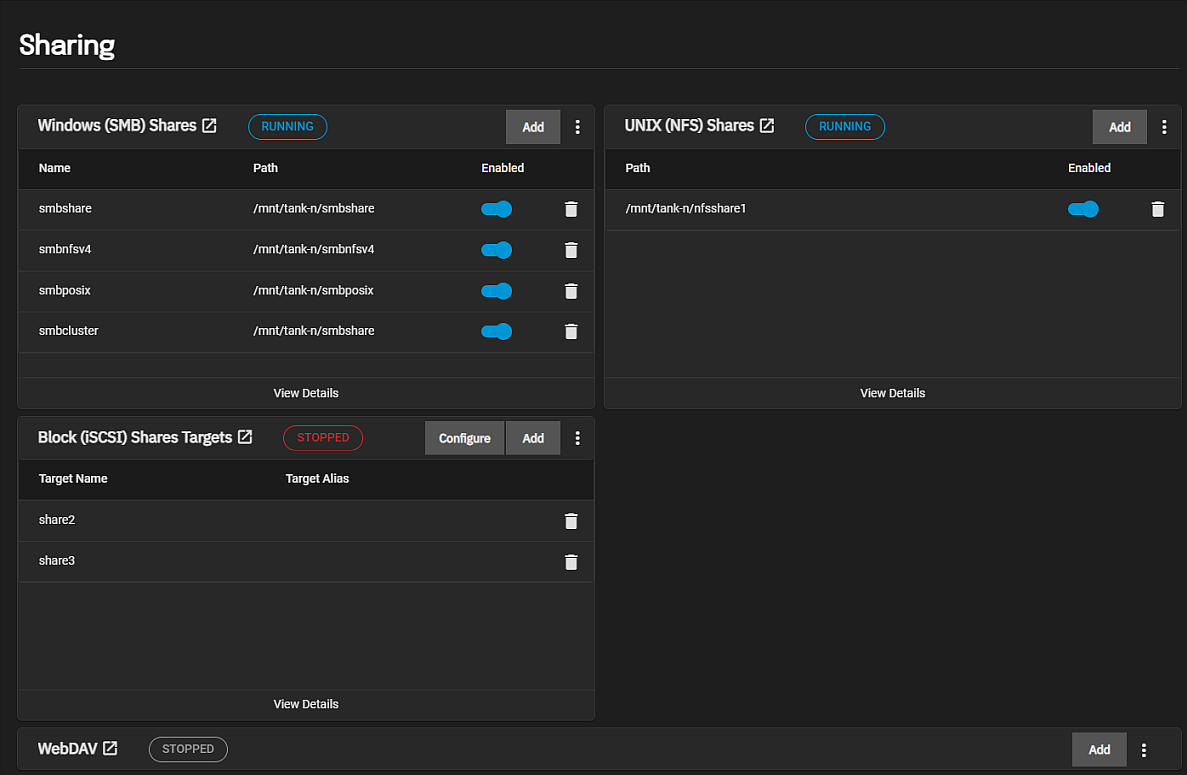 Sharing
Windows (SMB) Shares RUNNING Add
Name Path Enabled
smbshare /mnt/tank-n/smbshare
smbnfsv4 /mnt/tank-n/smbnfsv4
smbposix /mnt/tank-n/smbposix
smbcluster /mnt/tank-n/smbshare
View Details
UNIX (NFS) Shares RUNNING Add
Path Enabled
/mnt/tank-n/nfsshare1
View Details
Block (iSCSI) Shares Targets STOPPED Configure Add
Target Name Target Alias
share2
share3
View Details
WebDAV STOPPED Add